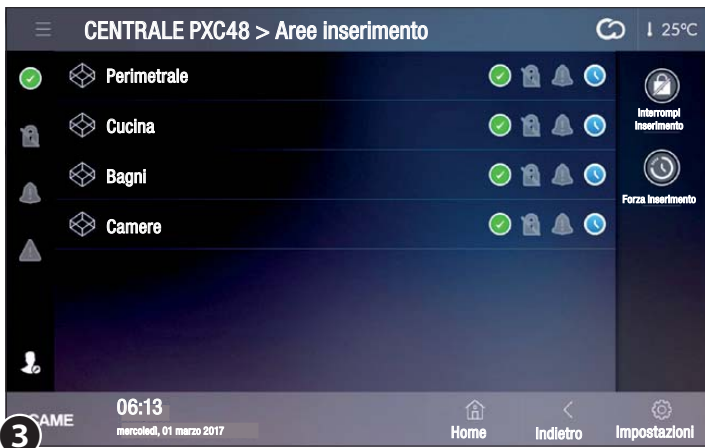 CENTRALE PXC48 > Aree inserimento
25°C
Perimetrale
Cucina
Bagni
Camere
Interrompi
Inserimento
Forza Inserimento
06:13
mercoledì, 01 marzo 2017
Home
Indietro
Impostazioni
3
CAME